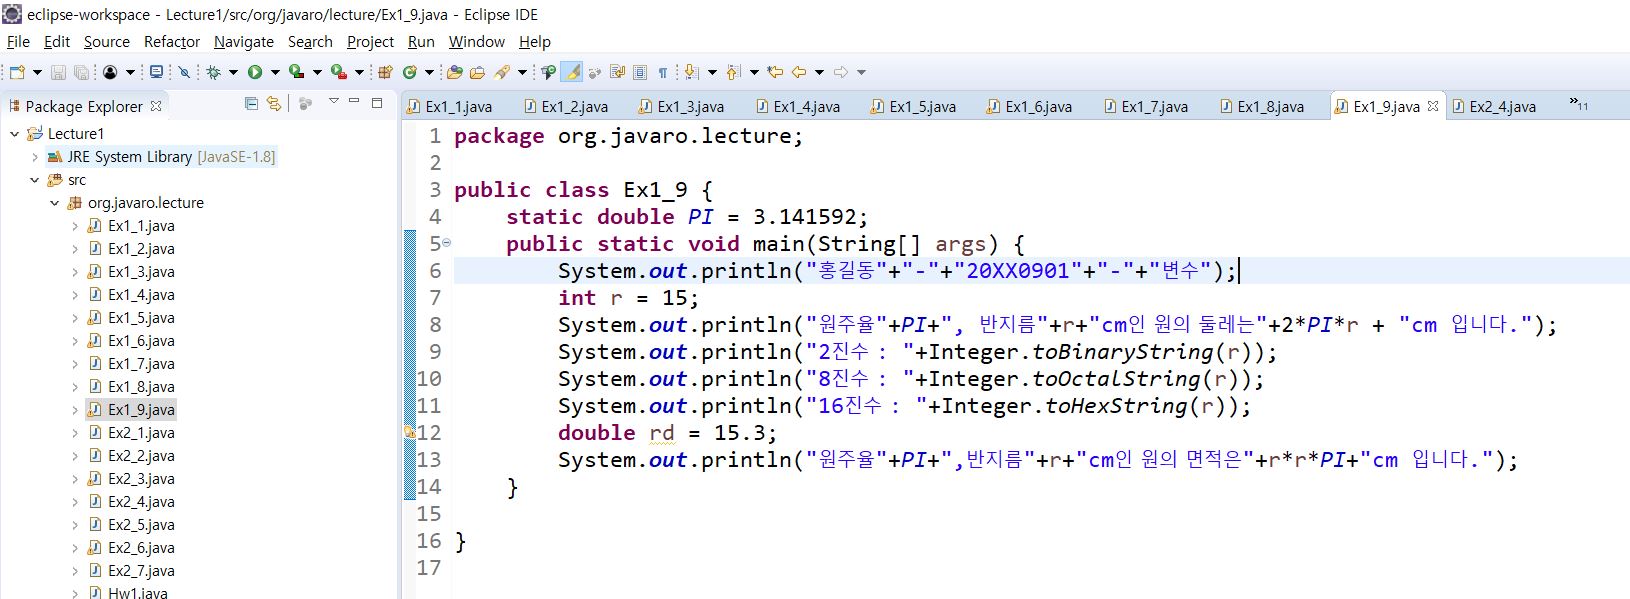 eclipse-workspace - Lecture1/src/org/javaro/lecture/Ex1_9.java - Eclipse IDE
File Edit Source Refactor Navigate Search Project Run Window Help
Package Explorer
Ex1_1.java Ex1_2.java Ex1_3.java Ex1_4.java Ex1_5.java Ex1_6.java Ex1_7.java Ex1_8.java Ex1_9.java Ex2_4.java »11
Lecture1
JRE System Library [JavaSE-1.8]
src
org.javaro.lecture
Ex1_1.java
Ex1_2.java
Ex1_3.java
Ex1_4.java
Ex1_5.java
Ex1_6.java
Ex1_7.java
Ex1_8.java
Ex1_9.java
Ex2_1.java
Ex2_2.java
Ex2_3.java
Ex2_4.java
Ex2_5.java
Ex2_6.java
Ex2_7.java
Hw1.java
1 package org.javaro.lecture;
2
3 public class Ex1_9 {
4 static double PI = 3.141592;
5 public static void main(String[] args) {
6 System.out.println("홍길동"+"-"+"20XX0901"+"-"+"변수");
7 int r = 15;
8 System.out.println("원주율"+PI+", 반지름"+r+"cm인 원의 둘레는"+2*PI*r + "cm 입니다.");
9 System.out.println("2진수 : "+Integer.toBinaryString(r));
10 System.out.println("8진수 : "+Integer.toOctalString(r));
11 System.out.println("16진수 : "+Integer.toHexString(r));
12 double rd = 15.3;
13 System.out.println("원주율"+PI+",반지름"+r+"cm인 원의 면적은"+r*r*PI+"cm 입니다.");
14 }
15
16 }
17